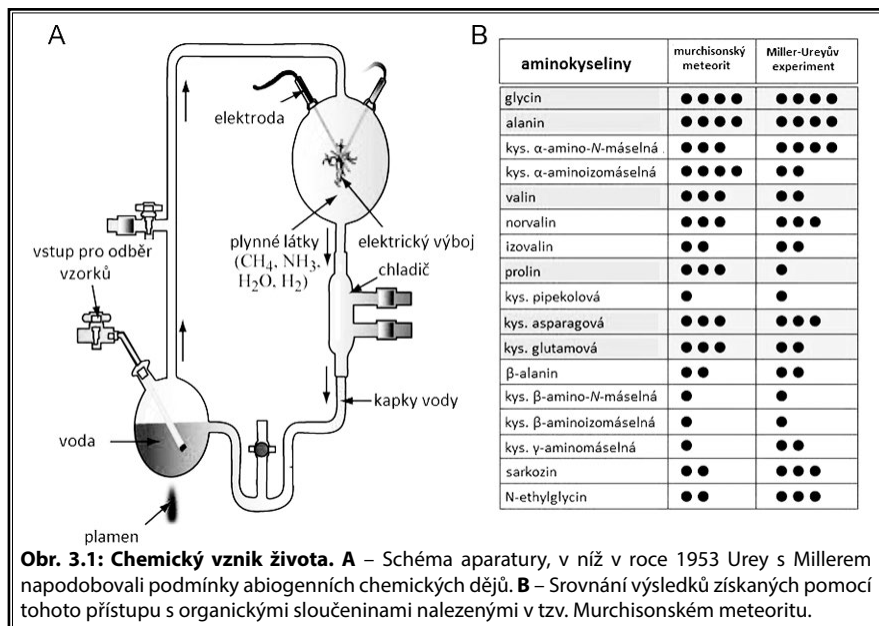 A
elektroda
vstup pro odběr
vzorků
plynné látky
(CH₄, NH₃,
H₂O, H₂)
elektrický výboj
chladič
kapky vody
voda
plamen
B
aminokyseliny murchisonský meteorit Miller-Ureyův experiment
glycin ●●●● ●●●●
alanin ●●●● ●●●●
kys. α-amino-N-máselná ●●● ●●●●
kys. α-aminoizomáselná ●●●● ●●
valin ●●● ●●
norvalin ●●● ●●●
izovalin ●● ●●
prolin ●●● ●
kys. pipekolová ● ●
kys. asparagová ●●● ●●●
kys. glutamová ●●● ●●
β-alanin ●● ●●
kys. β-amino-N-máselná ● ●
kys. β-aminoizomáselná ● ●
kys. γ-aminomáselná ● ●●
sarkozin ●● ●●●
N-ethylglycin ●● ●●●
Obr. 3.1: Chemický vznik života. A – Schéma aparatury, v níž v roce 1953 Urey s Millerem
napodobovali podmínky abiogenních chemických dějů. B – Srovnání výsledků získaných pomocí
tohoto přístupu s organickými sloučeninami nalezenými v tzv. Murchisonském meteoritu.